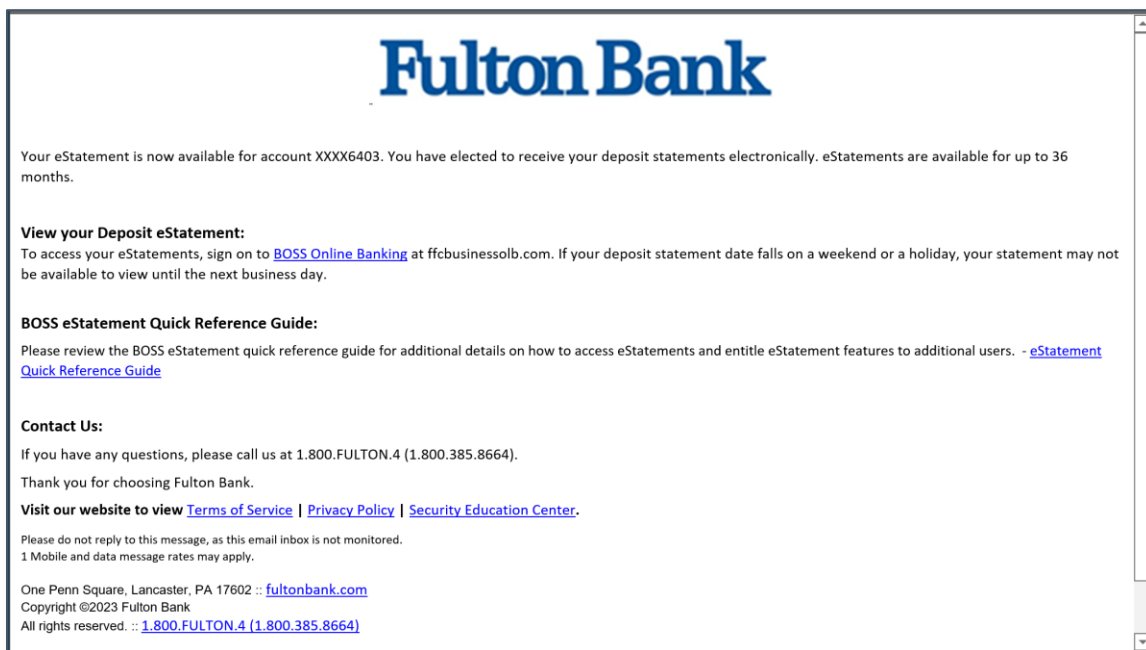 Fulton Bank
Your eStatement is now available for account XXXX6403. You have elected to receive your deposit statements electronically. eStatements are available for up to 36
months.
View your Deposit eStatement:
To access your eStatements, sign on to BOSS Online Banking at ffcbusinessolb.com. If your deposit statement date falls on a weekend or a holiday, your statement may not
be available to view until the next business day.
BOSS eStatement Quick Reference Guide:
Please review the BOSS eStatement quick reference guide for additional details on how to access eStatements and entitle eStatement features to additional users.  - eStatement
Quick Reference Guide
Contact Us:
If you have any questions, please call us at 1.800.FULTON.4 (1.800.385.8664).
Thank you for choosing Fulton Bank.
Visit our website to view Terms of Service | Privacy Policy | Security Education Center.
Please do not reply to this message, as this email inbox is not monitored.
1 Mobile and data message rates may apply.
One Penn Square, Lancaster, PA 17602 :: fultonbank.com
Copyright ©2023 Fulton Bank
All rights reserved. :: 1.800.FULTON.4 (1.800.385.8664)